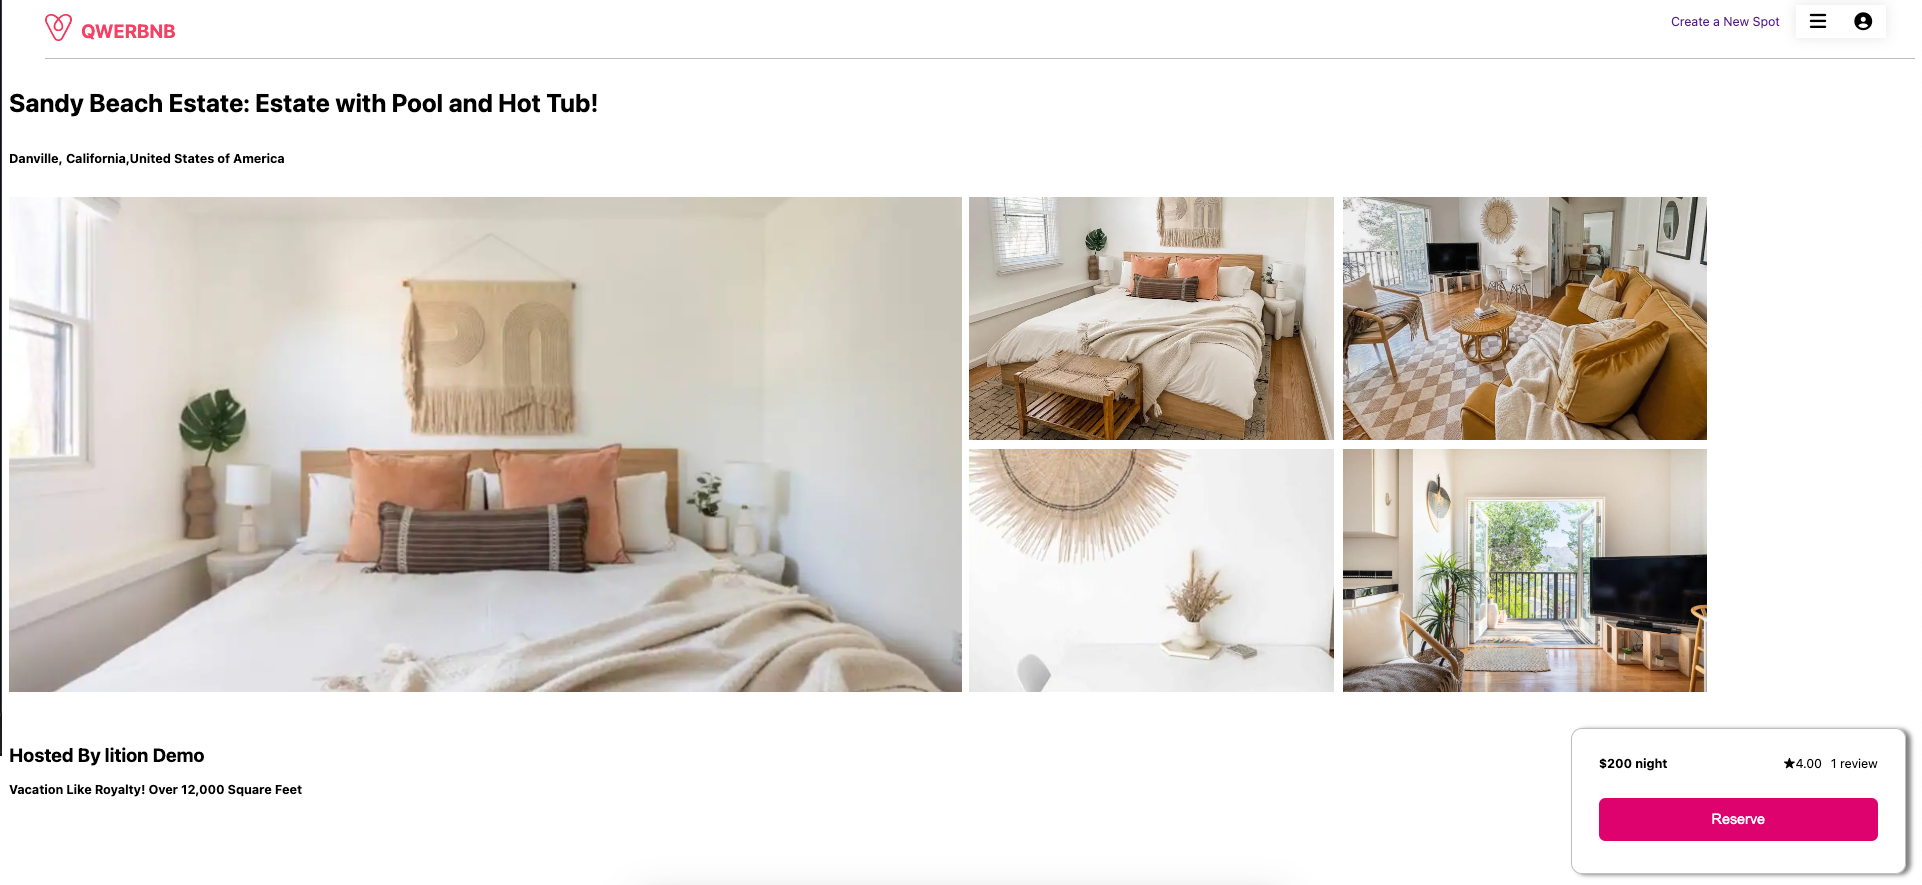 QWERBNB
Create a New Spot
Sandy Beach Estate: Estate with Pool and Hot Tub!
Danville, California,United States of America
Hosted By lition Demo
Vacation Like Royalty! Over 12,000 Square Feet
$200 night
★4.00 1 review
Reserve